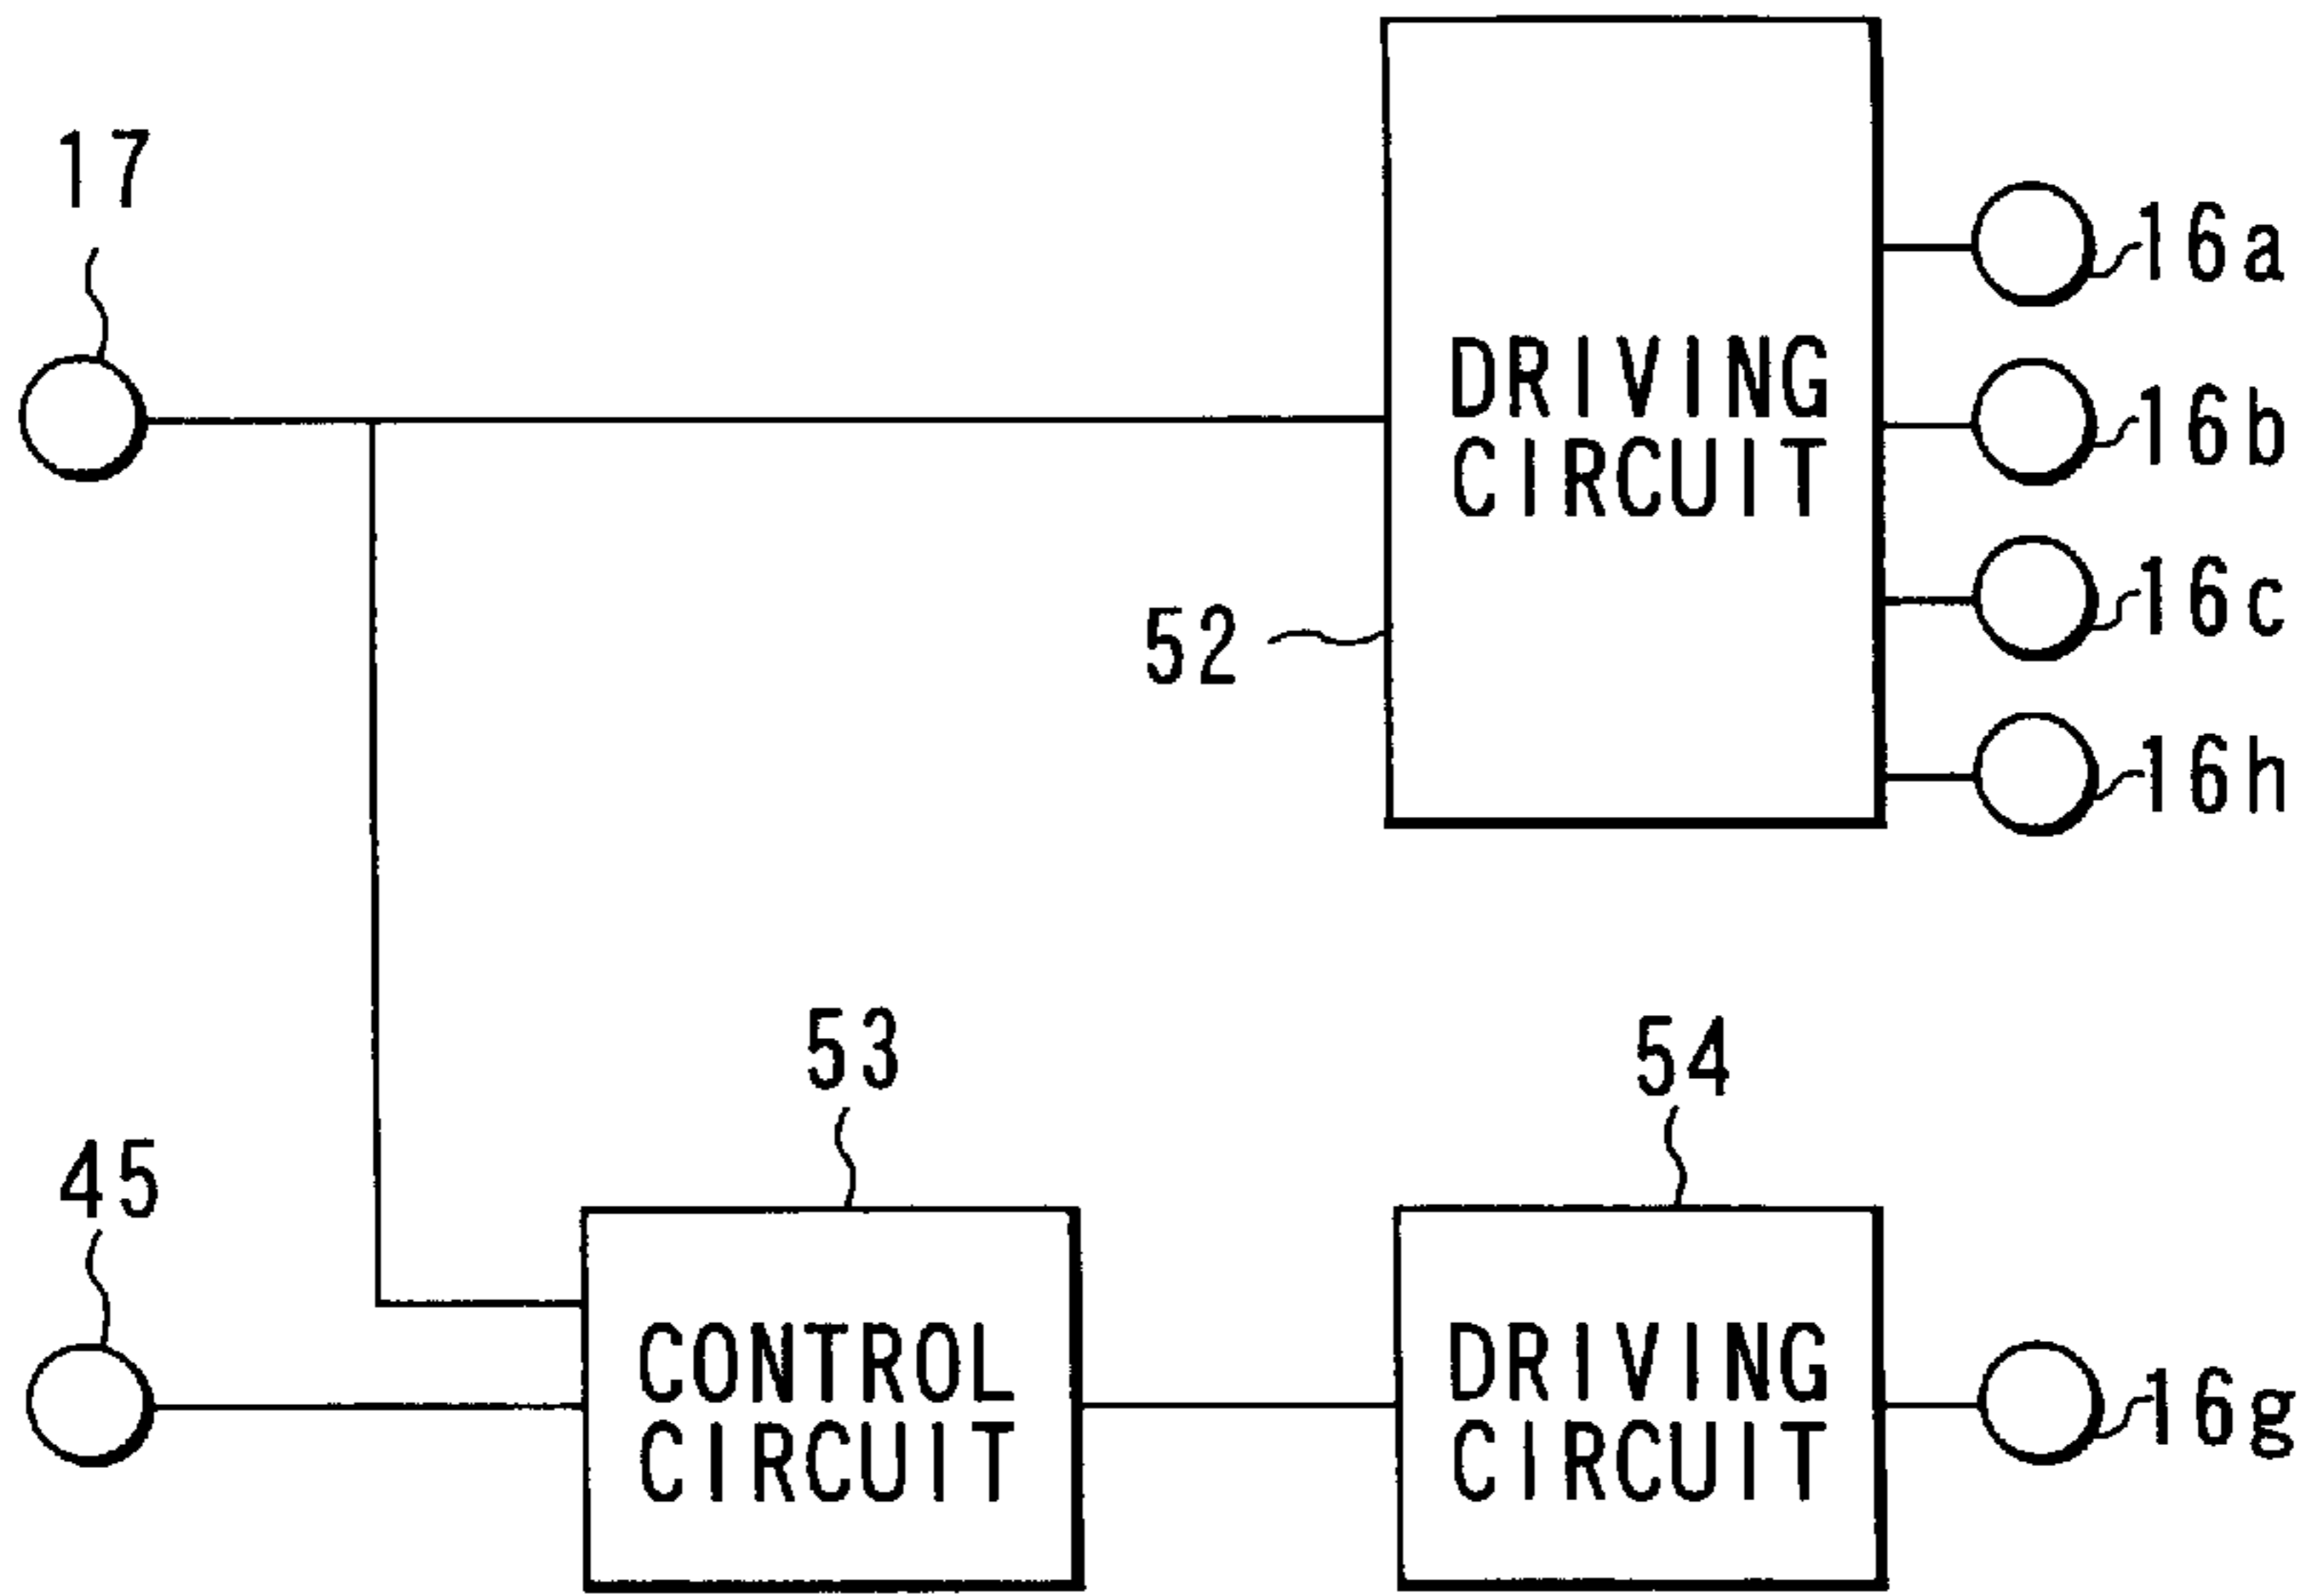 17
16a
DRIVING
CIRCUIT
16b
16c
52
16h
53
54
45
CONTROL
CIRCUIT
DRIVING
CIRCUIT
16g